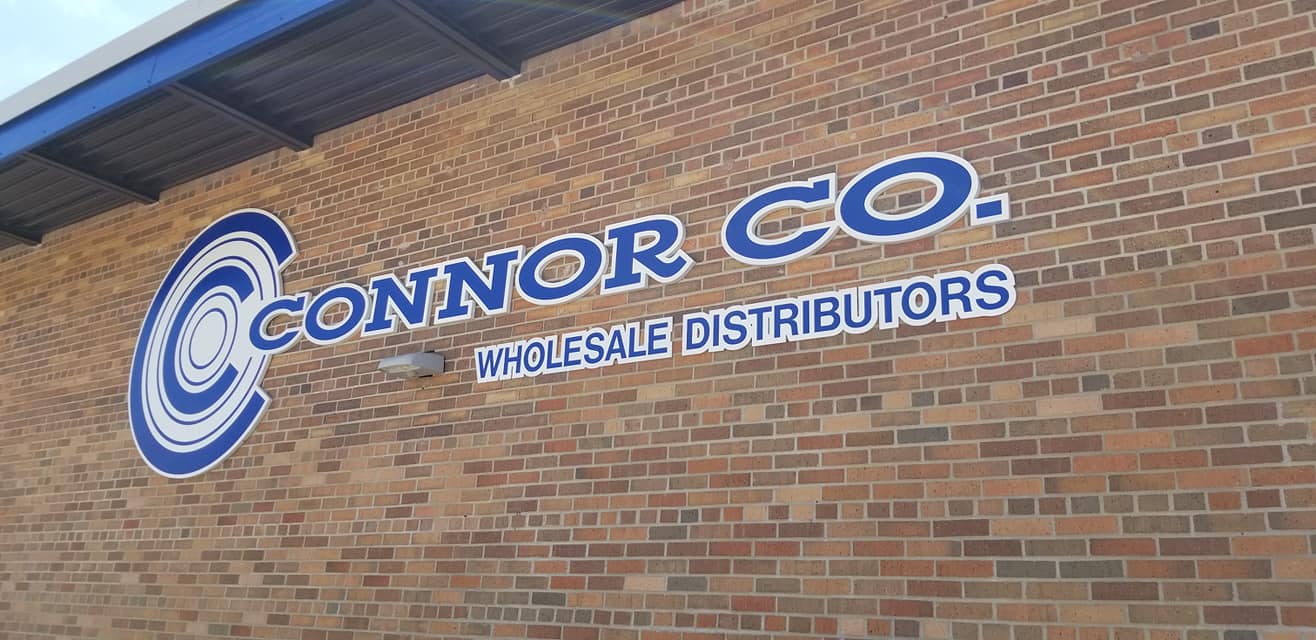 CONNOR CO.
WHOLESALE DISTRIBUTORS